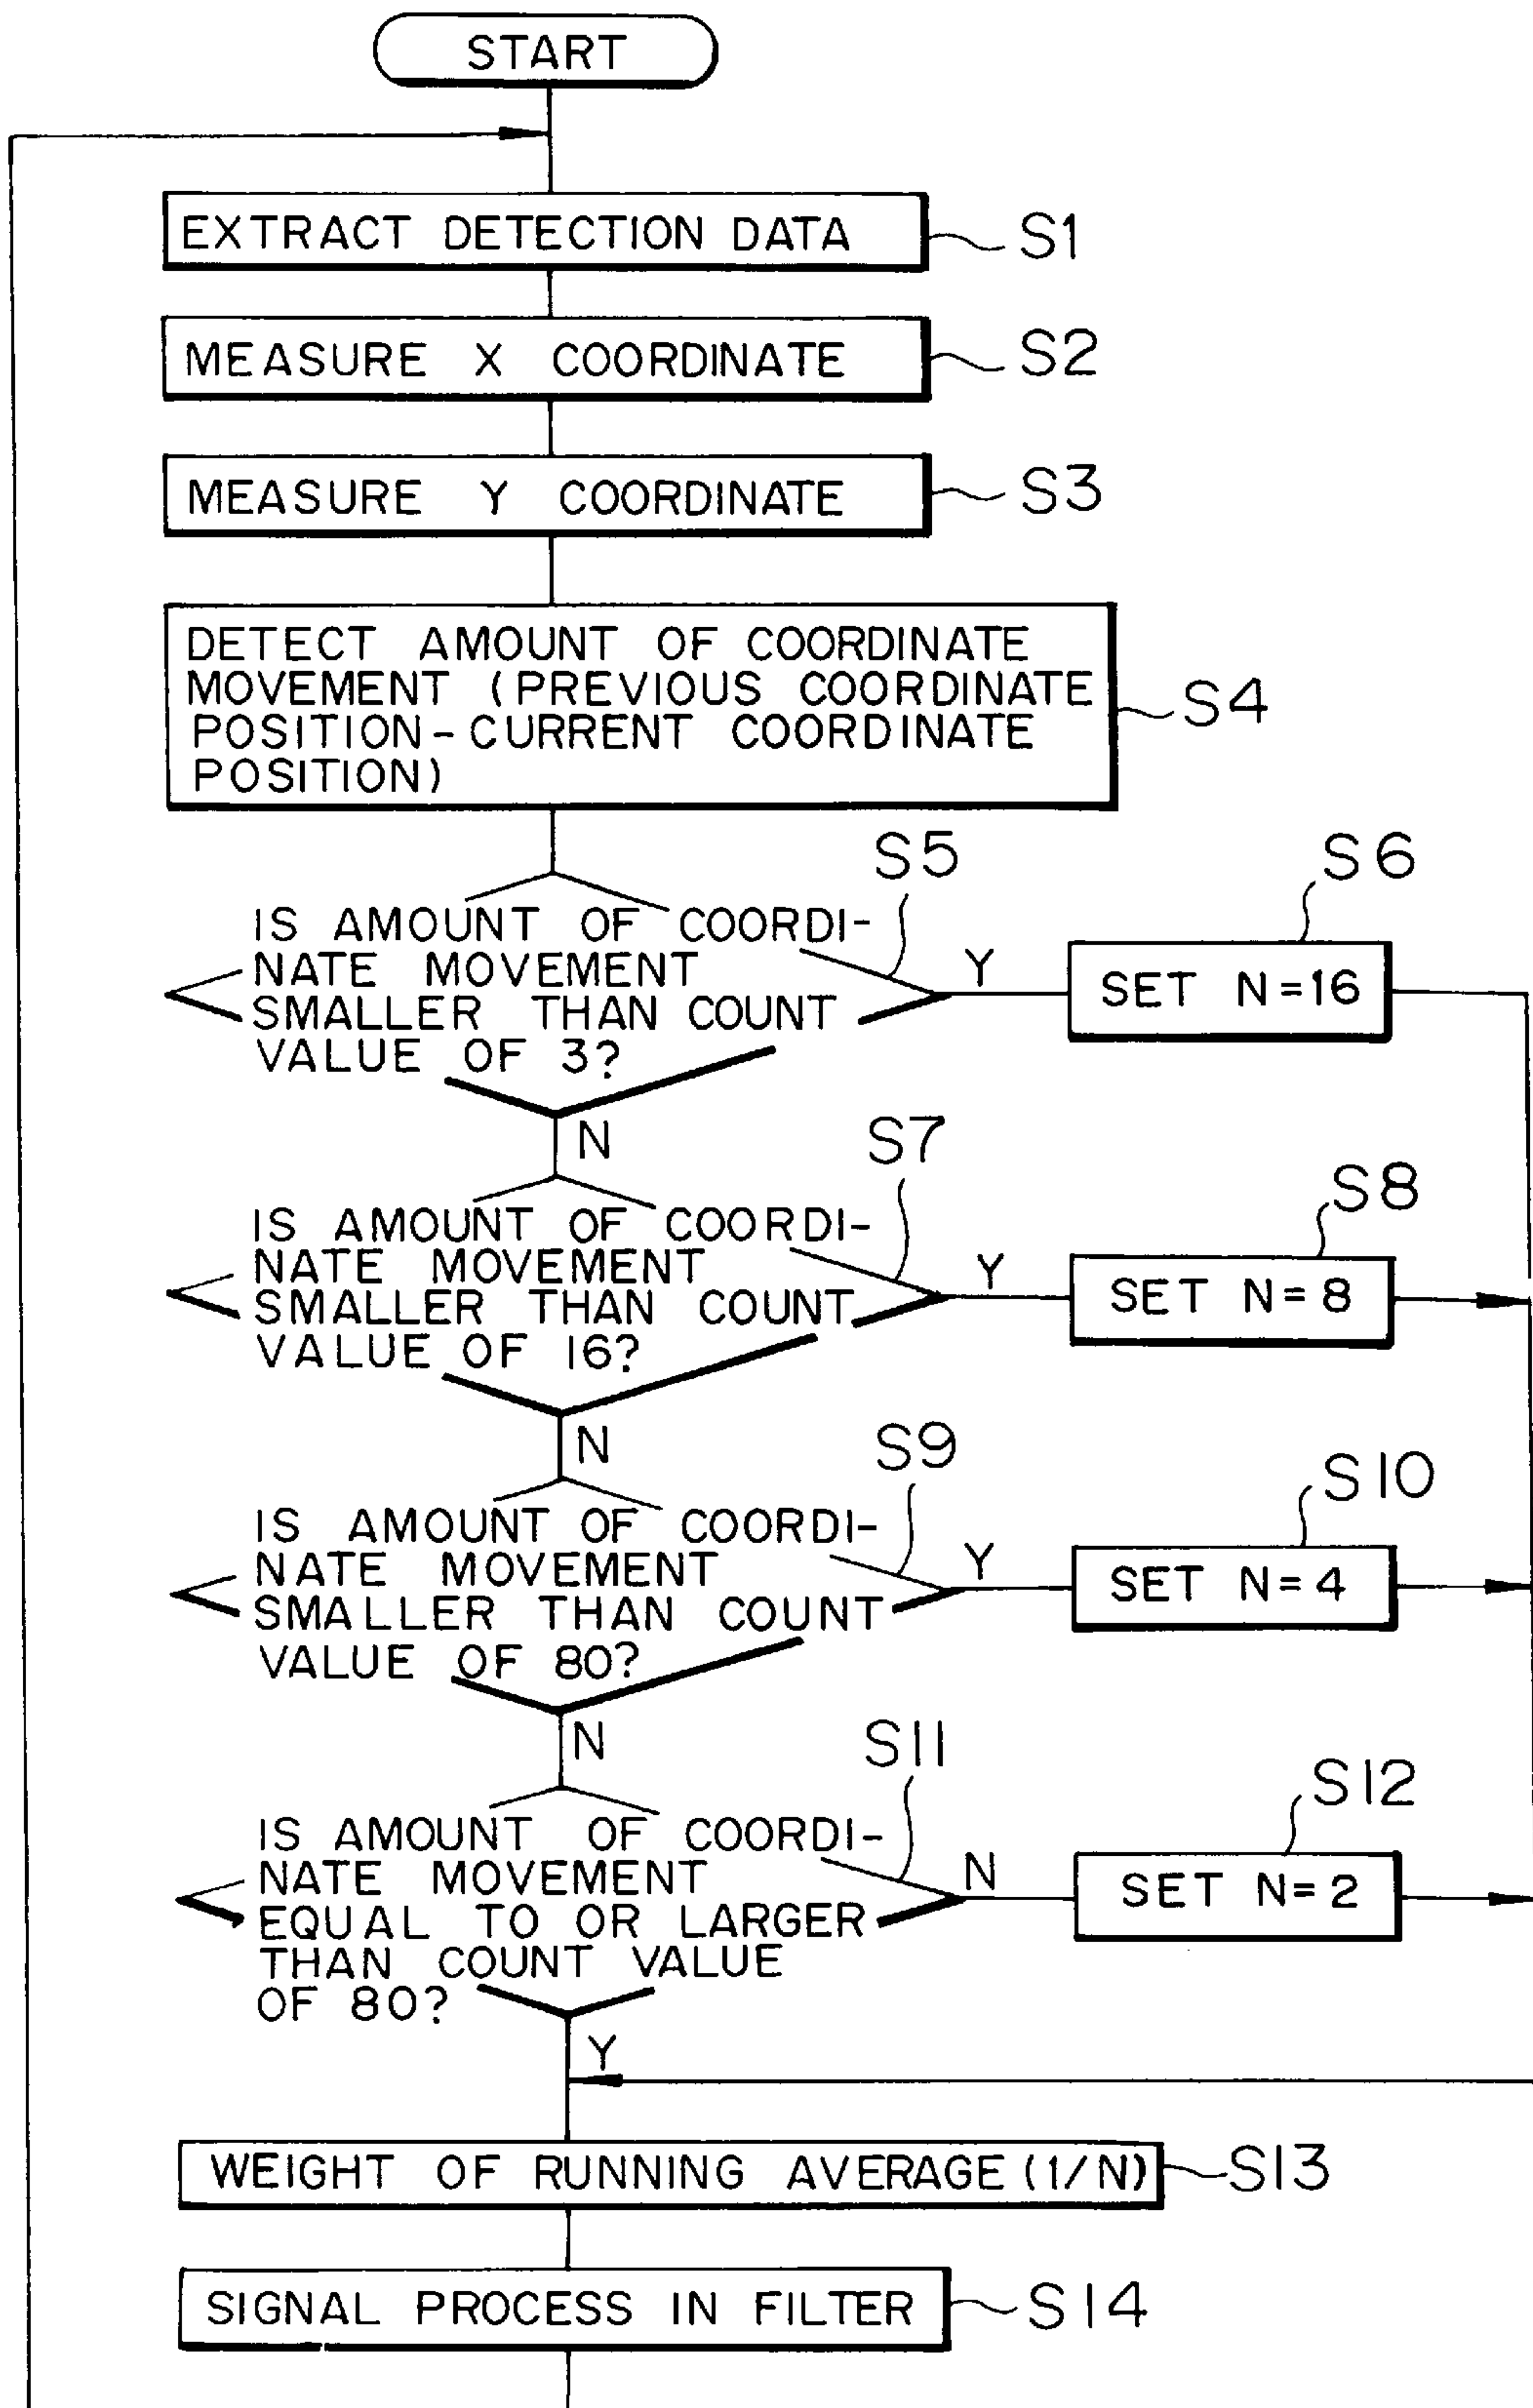 START
EXTRACT DETECTION DATA
S1
MEASURE X COORDINATE
S2
MEASURE Y COORDINATE
S3
DETECT AMOUNT OF COORDINATE
MOVEMENT (PREVIOUS COORDINATE
POSITION-CURRENT COORDINATE
POSITION)
S4
S5
IS AMOUNT OF COORDI-
NATE MOVEMENT
SMALLER THAN COUNT
VALUE OF 3?
Y
S6
SET N=16
N
S7
IS AMOUNT OF COORDI-
NATE MOVEMENT
SMALLER THAN COUNT
VALUE OF 16?
Y
S8
SET N=8
N
S9
IS AMOUNT OF COORDI-
NATE MOVEMENT
SMALLER THAN COUNT
VALUE OF 80?
Y
S10
SET N=4
N
S11
IS AMOUNT OF COORDI-
NATE MOVEMENT
EQUAL TO OR LARGER
THAN COUNT VALUE
OF 80?
N
S12
SET N=2
Y
WEIGHT OF RUNNING AVERAGE (1/N)
S13
SIGNAL PROCESS IN FILTER
S14